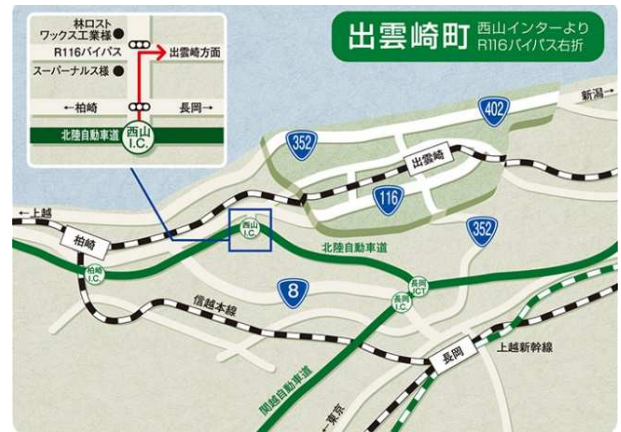 林ロスト
ワックス工業様
R116バイパス
出雲崎方面
スーパーナルス様
←柏崎
長岡→
北陸自動車道
西山
I.C.
出雲崎町
西山インターより
R116バイパス右折
新潟→
402
352
出雲崎
116
352
←上越
柏崎
西山
I.C.
北陸自動車道
柏崎
I.C.
8
長岡
JCT
長岡
I.C.
信越本線
長岡
上越新幹線
関越自動車道
←東京